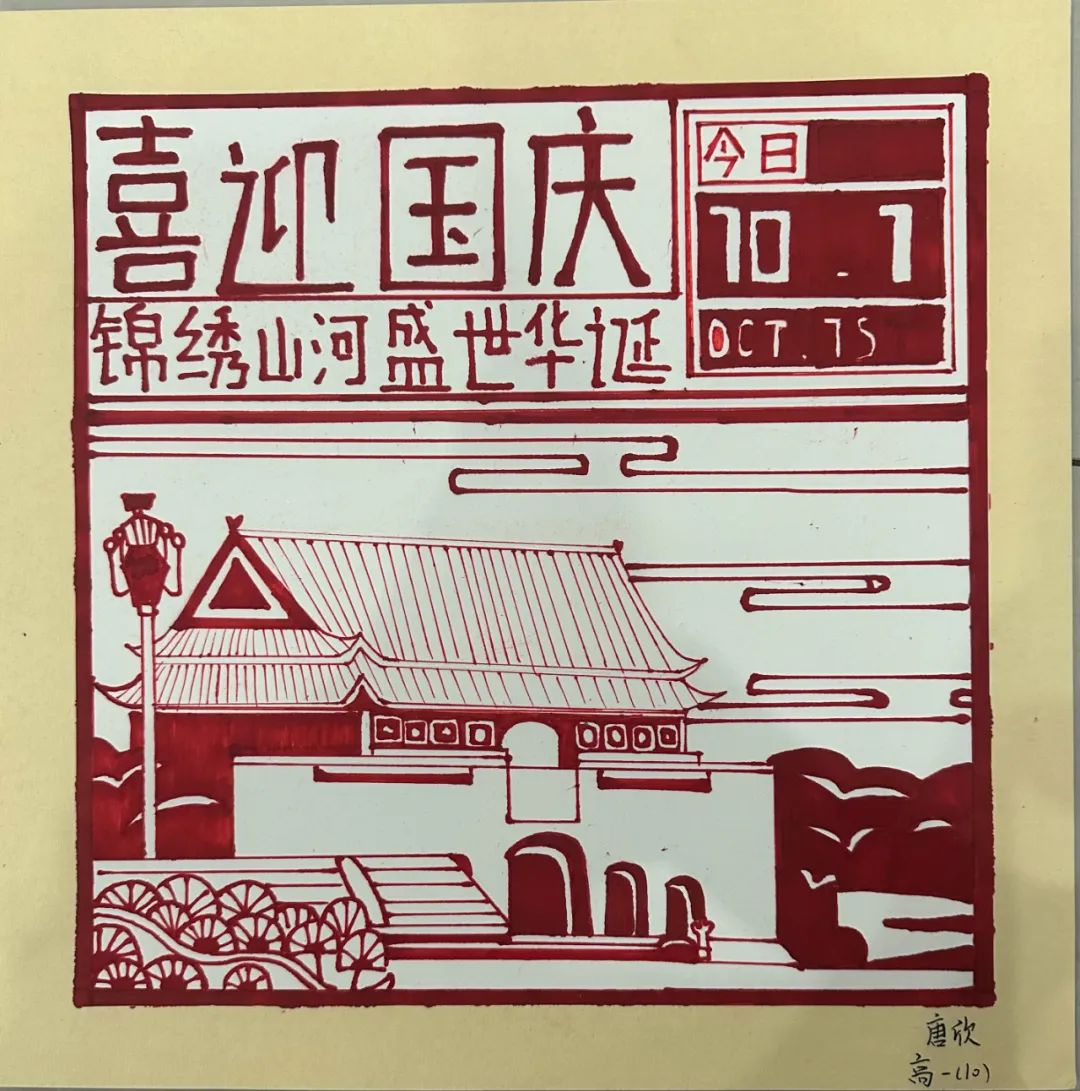 喜迎国庆
锦绣山河盛世华诞
今日
10.1
OCT.75
唐欣
高一(10)